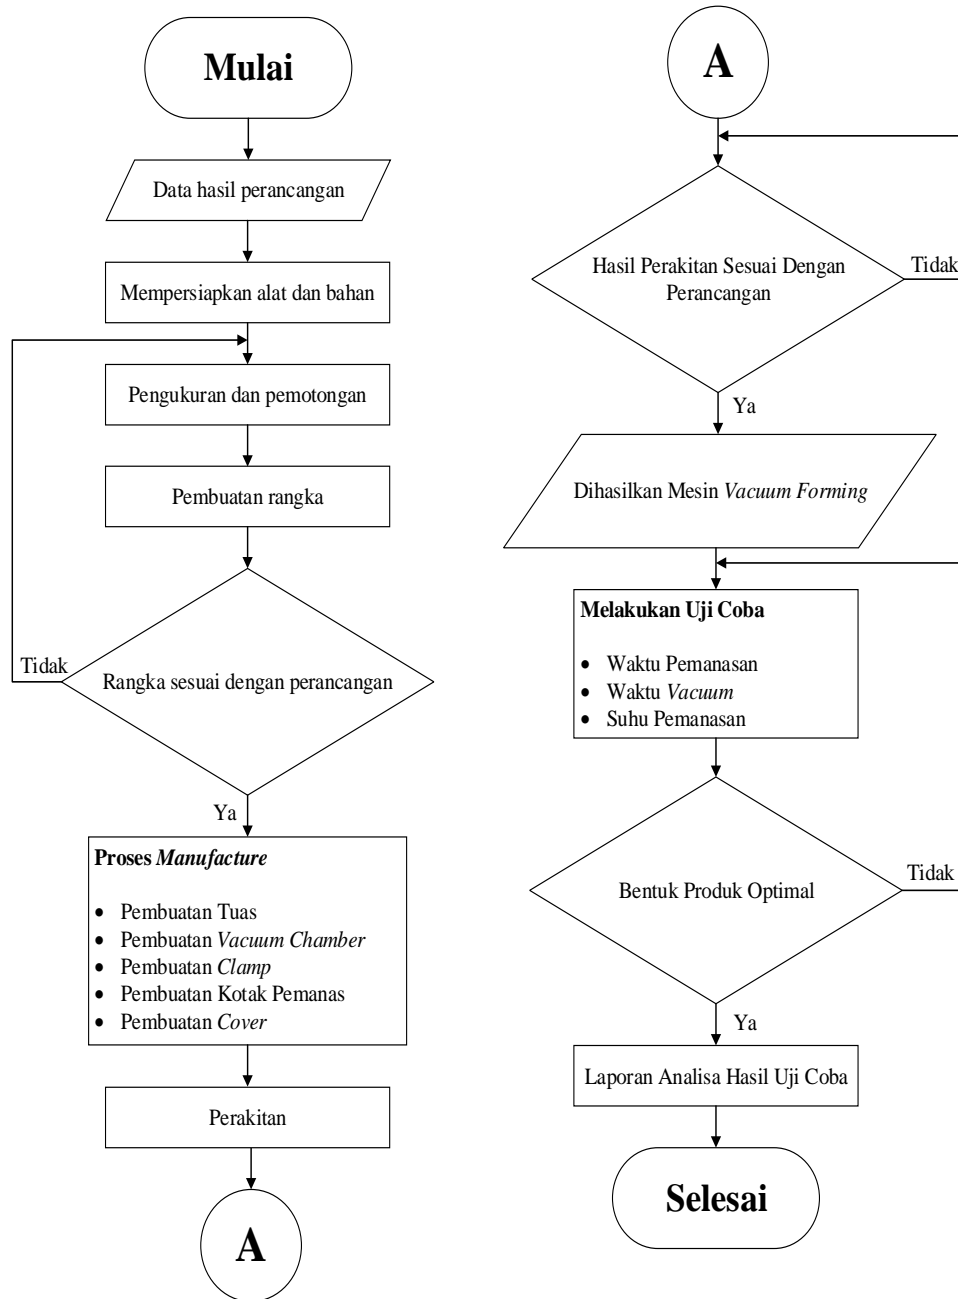 Mulai
Data hasil perancangan
Mempersiapkan alat dan bahan
Pengukuran dan pemotongan
Pembuatan rangka
Tidak
Rangka sesuai dengan perancangan
Ya
Proses Manufacture
• Pembuatan Tuas
• Pembuatan Vacuum Chamber
• Pembuatan Clamp
• Pembuatan Kotak Pemanas
• Pembuatan Cover
Perakitan
A
A
Hasil Perakitan Sesuai Dengan
Perancangan
Tidak
Ya
Dihasilkan Mesin Vacuum Forming
Melakukan Uji Coba
• Waktu Pemanasan
• Waktu Vacuum
• Suhu Pemanasan
Bentuk Produk Optimal
Tidak
Ya
Laporan Analisa Hasil Uji Coba
Selesai